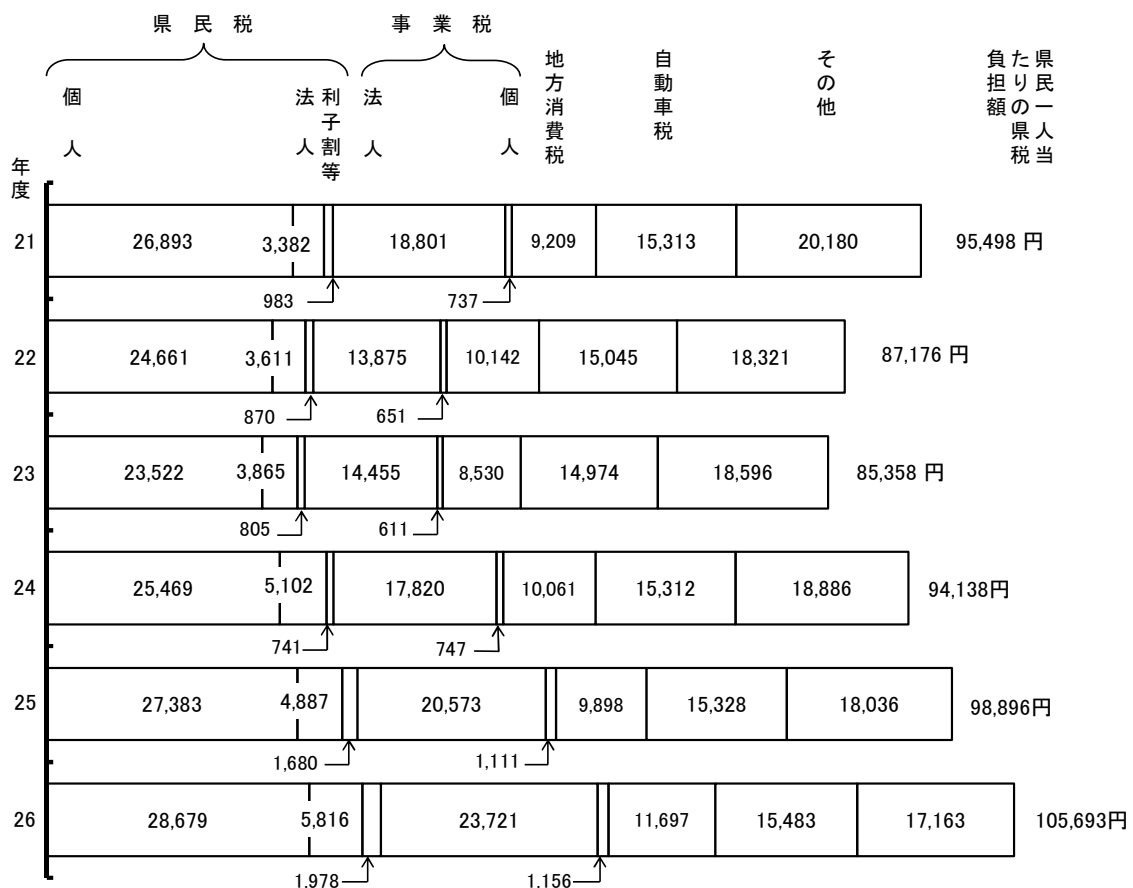 県民税
事業税
個人
法人
利子割等
法人
個人
地方消費税
自動車税
その他
県民一人当
たりの県税
負担額
年度
21 26,893 3,382 18,801 9,209 15,313 20,180 95,498 円
983 737
22 24,661 3,611 13,875 10,142 15,045 18,321 87,176 円
870 651
23 23,522 3,865 14,455 8,530 14,974 18,596 85,358 円
805 611
24 25,469 5,102 17,820 10,061 15,312 18,886 94,138円
741 747
25 27,383 4,887 20,573 9,898 15,328 18,036 98,896円
1,680 1,111
26 28,679 5,816 23,721 11,697 15,483 17,163 105,693円
1,978 1,156